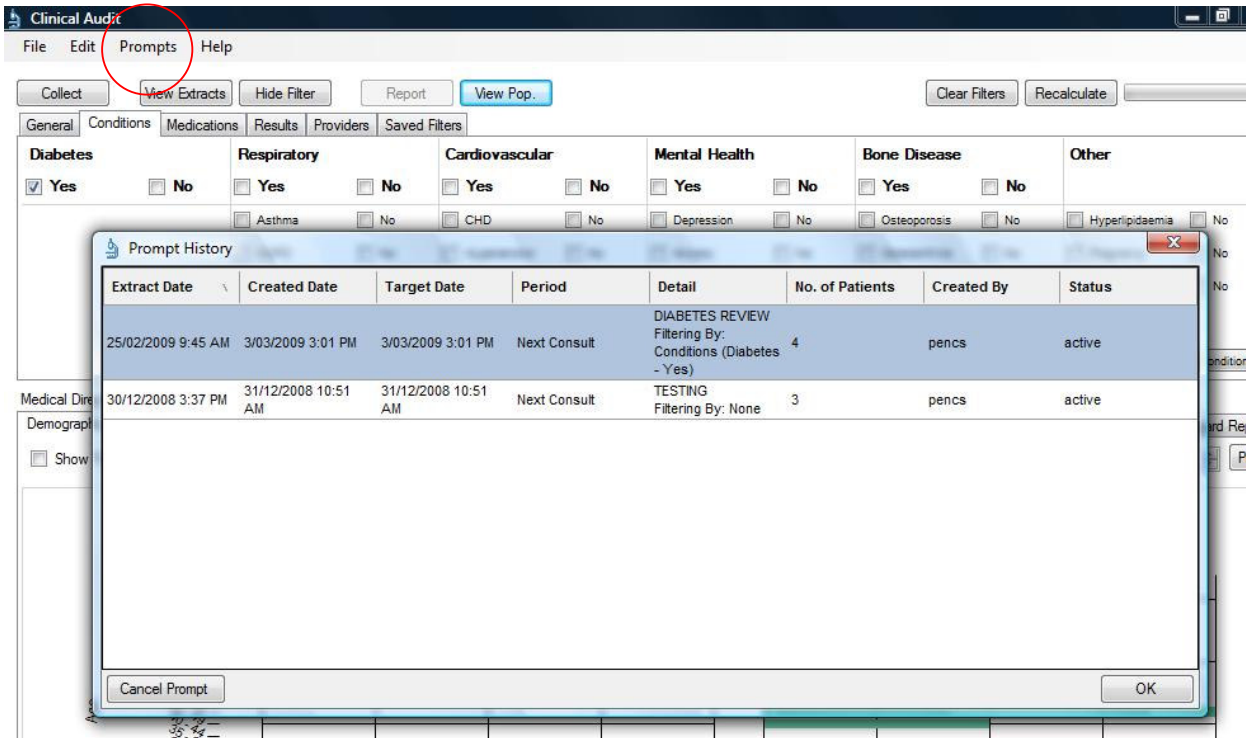 Clinical Audit
File Edit Prompts Help
Collect View Extracts Hide Filter Report View Pop. Clear Filters Recalculate
General Conditions Medications Results Providers Saved Filters
Diabetes Respiratory Cardiovascular Mental Health Bone Disease Other
Yes No Yes No Yes No Yes No Yes No
Asthma No CHD No Depression No Osteoporosis No Hyperlipidaemia No
Prompt History
No
Extract Date Created Date Target Date Period Detail No. of Patients Created By Status
No
25/02/2009 9:45 AM 3/03/2009 3:01 PM 3/03/2009 3:01 PM Next Consult DIABETES REVIEW 4 pencs active
Filtering By:
Conditions (Diabetes
- Yes)
30/12/2008 3:37 PM 31/12/2008 10:51 31/12/2008 10:51 Next Consult TESTING 3 pencs active
AM AM Filtering By: None
Medical Dire
Demograph
Show
Cancel Prompt OK